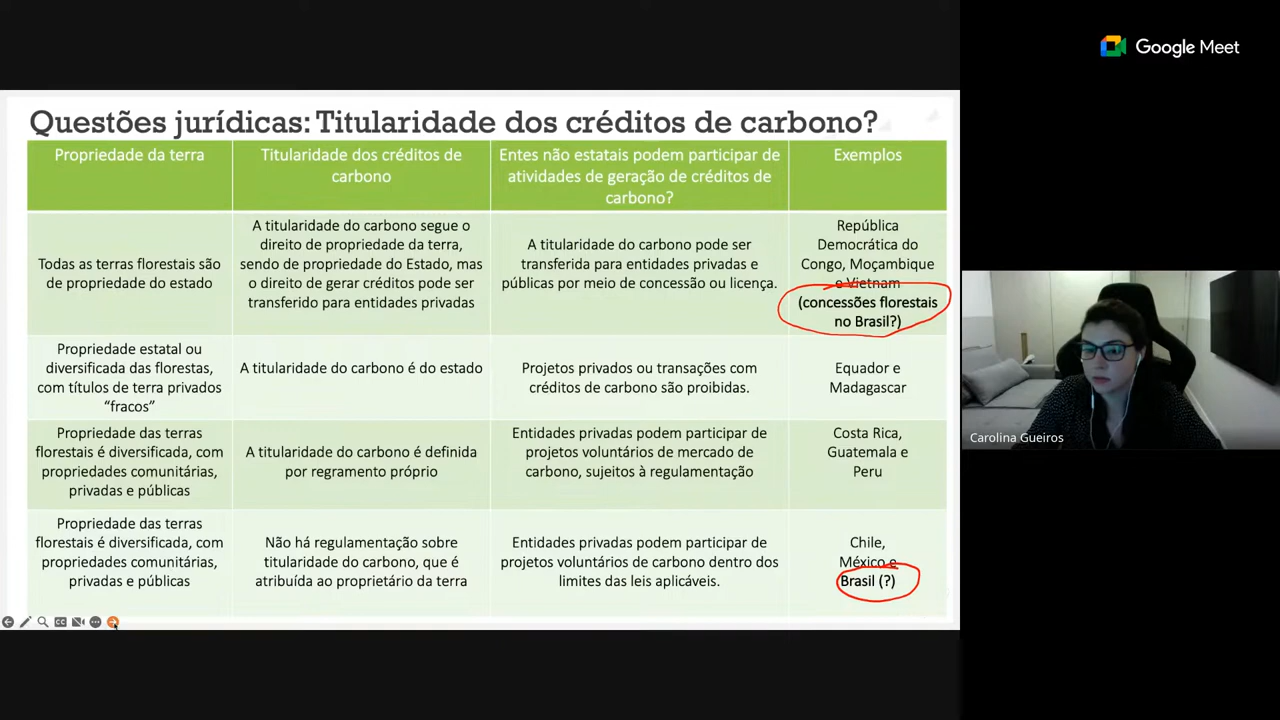 Google Meet
Questões jurídicas: Titularidade dos créditos de carbono?
Propriedade da terra
Titularidade dos créditos de
carbono
Entes não estatais podem participar de
atividades de geração de créditos de
carbono?
Exemplos
Todas as terras florestais são
de propriedade do estado
A titularidade do carbono segue o
direito de propriedade da terra,
sendo de propriedade do Estado, mas
o direito de gerar créditos pode ser
transferido para entidades privadas
A titularidade do carbono pode ser
transferida para entidades privadas e
públicas por meio de concessão ou licença.
República
Democrática do
Congo, Moçambique
e Vietnam
(concessões florestais
no Brasil?)
Propriedade estatal ou
diversificada das florestas,
com títulos de terra privados
“fracos”
A titularidade do carbono é do estado
Projetos privados ou transações com
créditos de carbono são proibidas.
Equador e
Madagascar
Propriedade das terras
florestais é diversificada, com
propriedades comunitárias,
privadas e públicas
A titularidade do carbono é definida
por regramento próprio
Entidades privadas podem participar de
projetos voluntários de mercado de
carbono, sujeitos à regulamentação
Costa Rica,
Guatemala e
Peru
Propriedade das terras
florestais é diversificada, com
propriedades comunitárias,
privadas e públicas
Não há regulamentação sobre
titularidade do carbono, que é
atribuída ao proprietário da terra
Entidades privadas podem participar de
projetos voluntários de carbono dentro dos
limites das leis aplicáveis.
Chile,
México e
Brasil (?)
CC
Carolina Gueiros